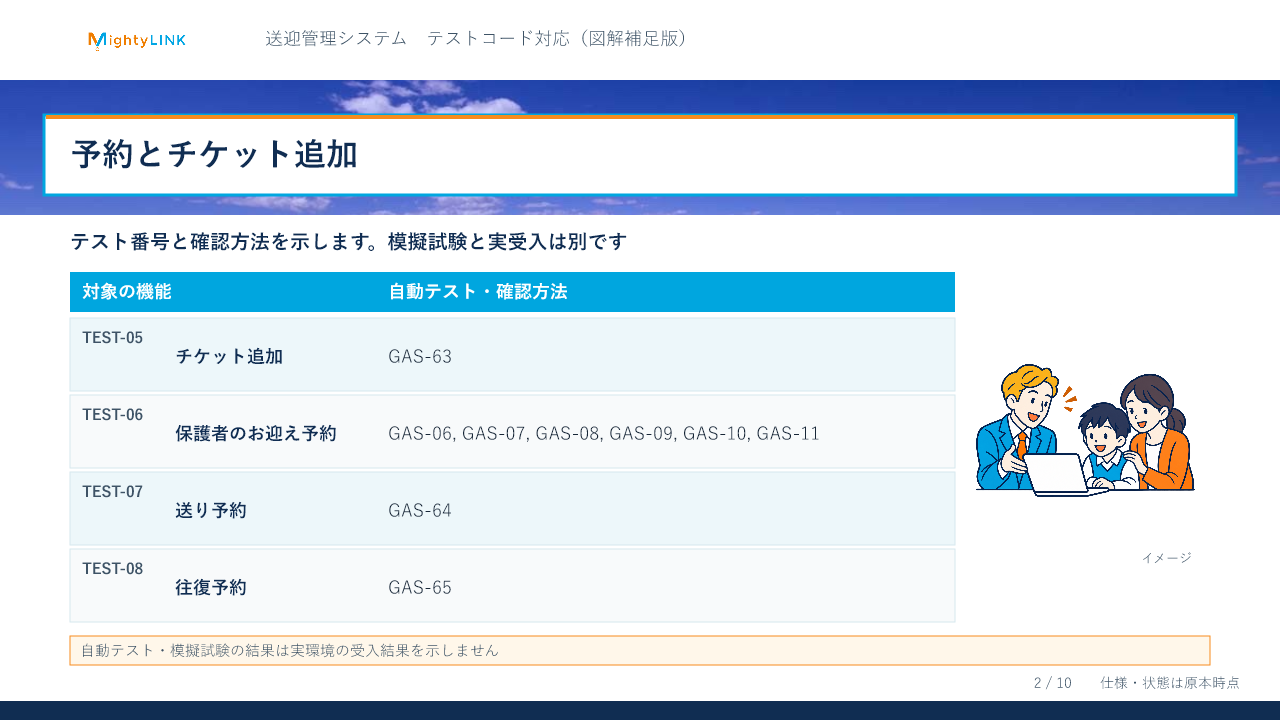 MightyLINK
送迎管理システム　テストコード対応（図解補足版）
予約とチケット追加
テスト番号と確認方法を示します。模擬試験と実受入は別です
対象の機能 自動テスト・確認方法
TEST-05
チケット追加 GAS-63
TEST-06
保護者のお迎え予約 GAS-06, GAS-07, GAS-08, GAS-09, GAS-10, GAS-11
TEST-07
送り予約 GAS-64
TEST-08
往復予約 GAS-65
イメージ
自動テスト・模擬試験の結果は実環境の受入結果を示しません
2 / 10 仕様・状態は原本時点